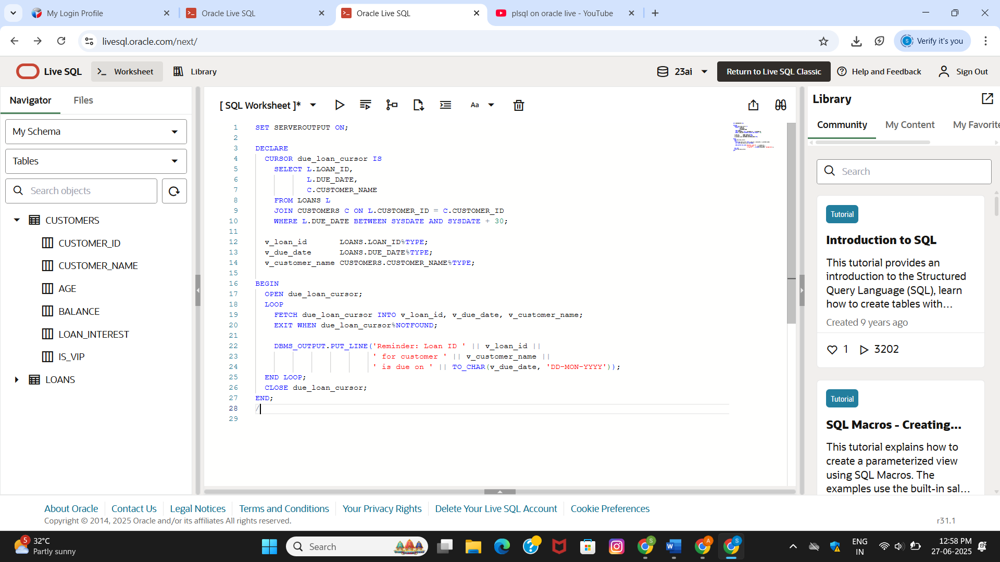 My Login Profile
Oracle Live SQL
Oracle Live SQL
plsql on oracle live - YouTube
livesql.oracle.com/next/
S
Verify it's you
Live SQL
Worksheet
Library
23ai
Return to Live SQL Classic
Help and Feedback
Sign Out
Navigator
Files
My Schema
Tables
Search objects
CUSTOMERS
CUSTOMER_ID
CUSTOMER_NAME
AGE
BALANCE
LOAN_INTEREST
IS_VIP
LOANS
[ SQL Worksheet ]*
Aa
1 SET SERVEROUTPUT ON;
2
3 DECLARE
4 CURSOR due_loan_cursor IS
5 SELECT L.LOAN_ID,
6 L.DUE_DATE,
7 C.CUSTOMER_NAME
8 FROM LOANS L
9 JOIN CUSTOMERS C ON L.CUSTOMER_ID = C.CUSTOMER_ID
10 WHERE L.DUE_DATE BETWEEN SYSDATE AND SYSDATE + 30;
11
12 v_loan_id LOANS.LOAN_ID%TYPE;
13 v_due_date LOANS.DUE_DATE%TYPE;
14 v_customer_name CUSTOMERS.CUSTOMER_NAME%TYPE;
15
16 BEGIN
17 OPEN due_loan_cursor;
18 LOOP
19 FETCH due_loan_cursor INTO v_loan_id, v_due_date, v_customer_name;
20 EXIT WHEN due_loan_cursor%NOTFOUND;
21
22 DBMS_OUTPUT.PUT_LINE('Reminder: Loan ID ' || v_loan_id ||
23 ' for customer ' || v_customer_name ||
24 ' is due on ' || TO_CHAR(v_due_date, 'DD-MON-YYYY'));
25 END LOOP;
26 CLOSE due_loan_cursor;
27 END;
28 /
29
Library
Community
My Content
My Favorite
Search
Tutorial
Introduction to SQL
This tutorial provides an
introduction to the Structured
Query Language (SQL), learn
how to create tables with...
Created 9 years ago
1
3202
Tutorial
SQL Macros - Creating...
This tutorial explains how to
create a parameterized view
using SQL Macros. The
examples use the built-in sal...
About Oracle
Contact Us
Legal Notices
Terms and Conditions
Your Privacy Rights
Delete Your Live SQL Account
Cookie Preferences
Copyright © 2014, 2025 Oracle and/or its affiliates All rights reserved.
r31.1
5
32°C
Partly sunny
Search
S
W
A
S
ENG
IN
12:58 PM
27-06-2025